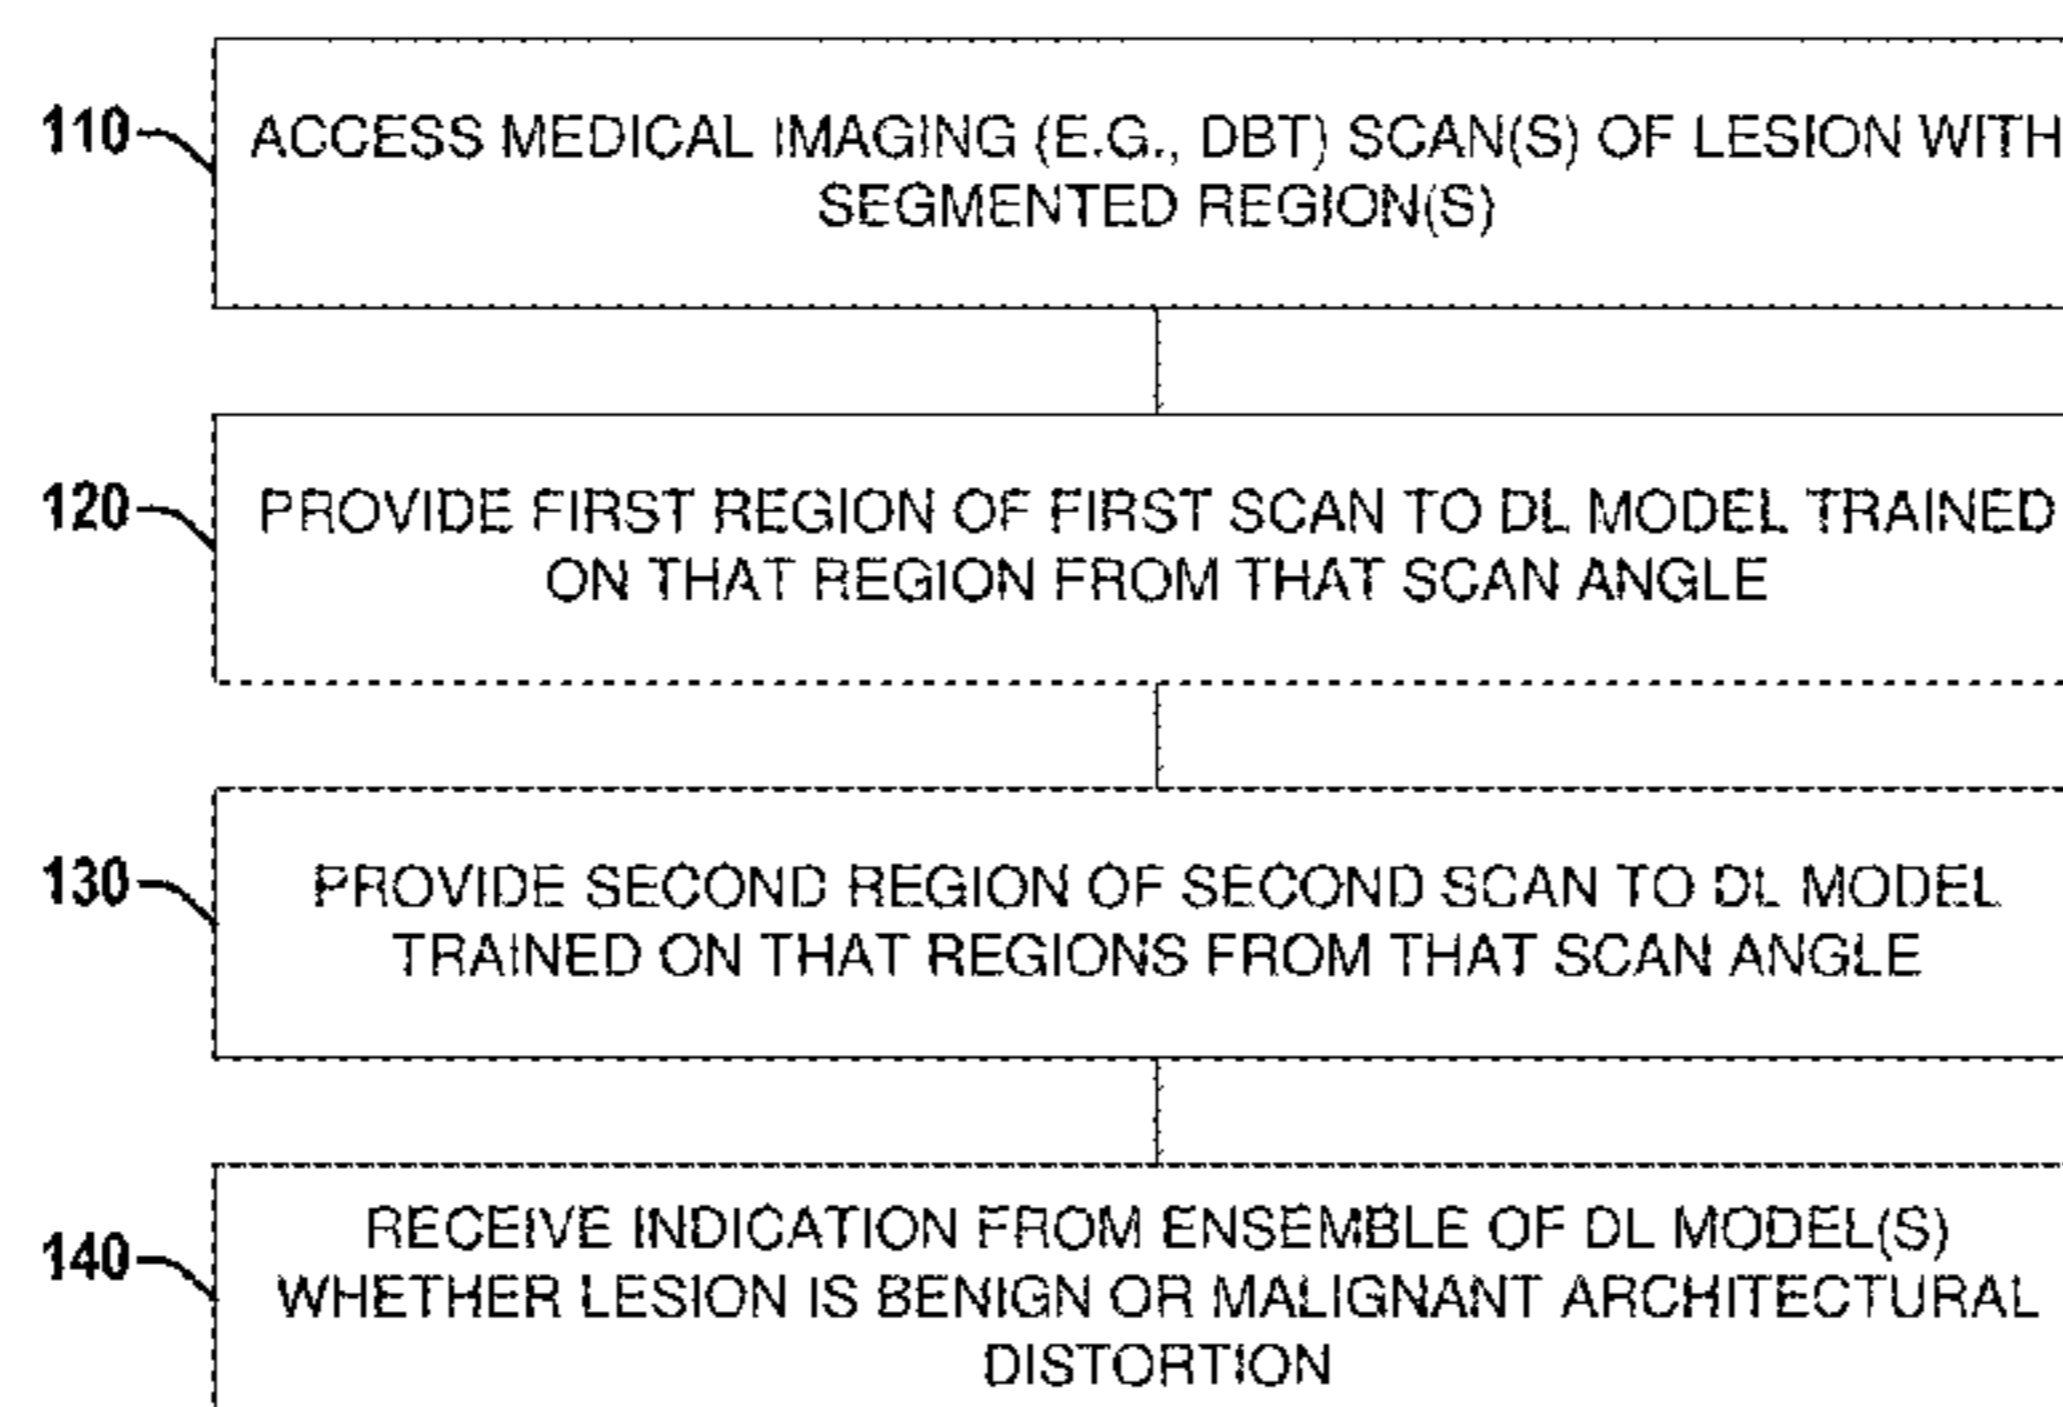 110
ACCESS MEDICAL IMAGING (E.G., DBT) SCAN(S) OF LESION WITH
SEGMENTED REGION(S)
120
PROVIDE FIRST REGION OF FIRST SCAN TO DL MODEL TRAINED
ON THAT REGION FROM THAT SCAN ANGLE
130
PROVIDE SECOND REGION OF SECOND SCAN TO DL MODEL
TRAINED ON THAT REGIONS FROM THAT SCAN ANGLE
140
RECEIVE INDICATION FROM ENSEMBLE OF DL MODEL(S)
WHETHER LESION IS BENIGN OR MALIGNANT ARCHITECTURAL
DISTORTION